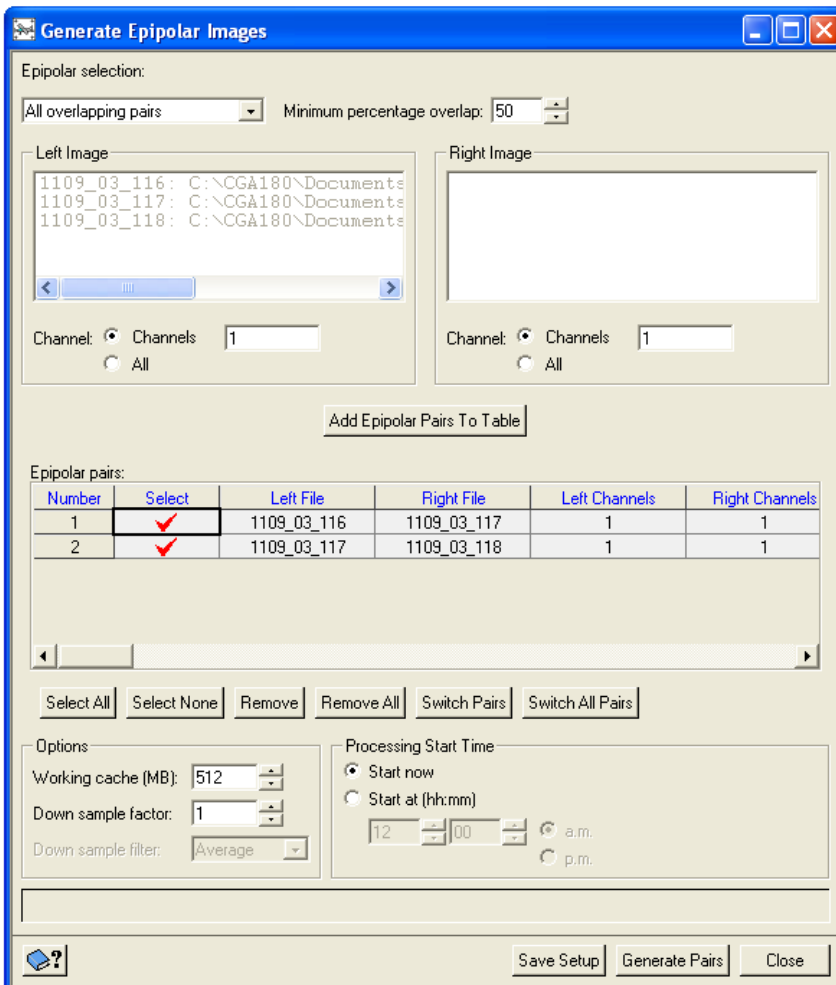 Generate Epipolar Images
Epipolar selection:
All overlapping pairs Minimum percentage overlap: 50
Left Image Right Image
1109_03_116: C:\CGA180\Documents
1109_03_117: C:\CGA180\Documents
1109_03_118: C:\CGA180\Documents
Channel: Channels 1 Channel: Channels 1
All All
Add Epipolar Pairs To Table
Epipolar pairs:
Number Select Left File Right File Left Channels Right Channels
1 1109_03_116 1109_03_117 1 1
2 1109_03_117 1109_03_118 1 1
Select All Select None Remove Remove All Switch Pairs Switch All Pairs
Options Processing Start Time
Working cache (MB): 512 Start now
Down sample factor: 1 Start at (hh:mm)
12 00 a.m.
Down sample filter: Average p.m.
? Save Setup Generate Pairs Close